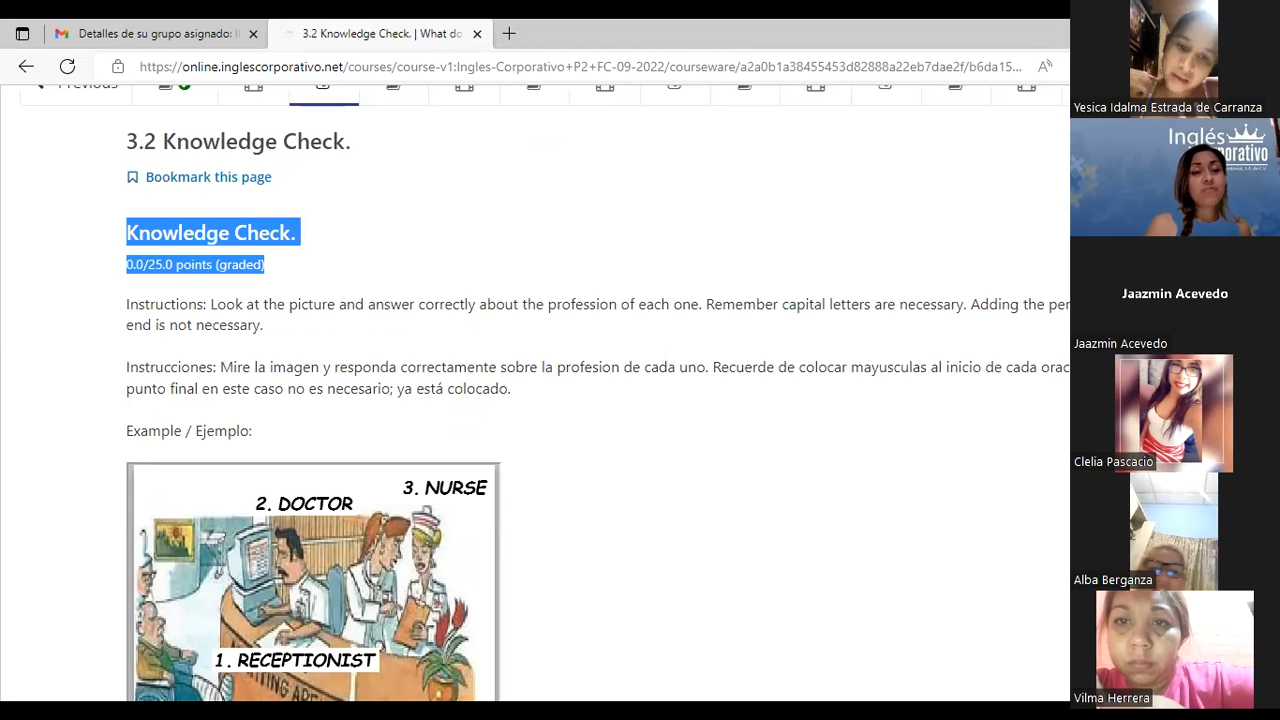 Detalles de su grupo asignado: I
3.2 Knowledge Check. | What do
https://online.inglescorporativo.net/courses/course-v1:Ingles-Corporativo+P2+FC-09-2022/courseware/a2a0b1a38455453d82888a22eb7dae2f/b6da15...
Previous
3.2 Knowledge Check.
Bookmark this page
Knowledge Check.
0.0/25.0 points (graded)
Instructions: Look at the picture and answer correctly about the profession of each one. Remember capital letters are necessary. Adding the per
end is not necessary.
Instrucciones: Mire la imagen y responda correctamente sobre la profesion de cada uno. Recuerde de colocar mayusculas al inicio de cada orac
punto final en este caso no es necesario; ya está colocado.
Example / Ejemplo:
3. NURSE
2. DOCTOR
1. RECEPTIONIST
Yesica Idalma Estrada de Carranza
Inglés
Jaazmin Acevedo
Jaazmin Acevedo
Clelia Pascacio
Alba Berganza
Vilma Herrera